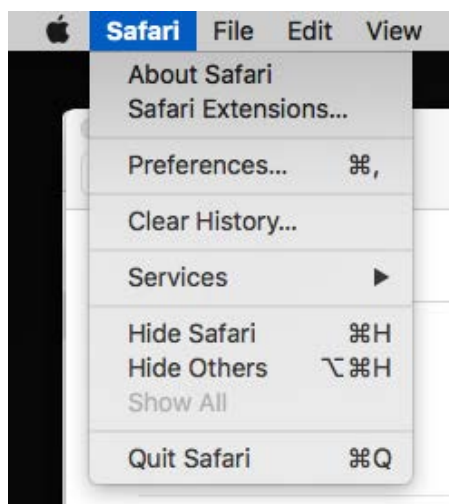 Safari File Edit View
About Safari
Safari Extensions...
Preferences... ⌘,
Clear History...
Services ▶
Hide Safari ⌘H
Hide Others ⌥⌘H
Show All
Quit Safari ⌘Q